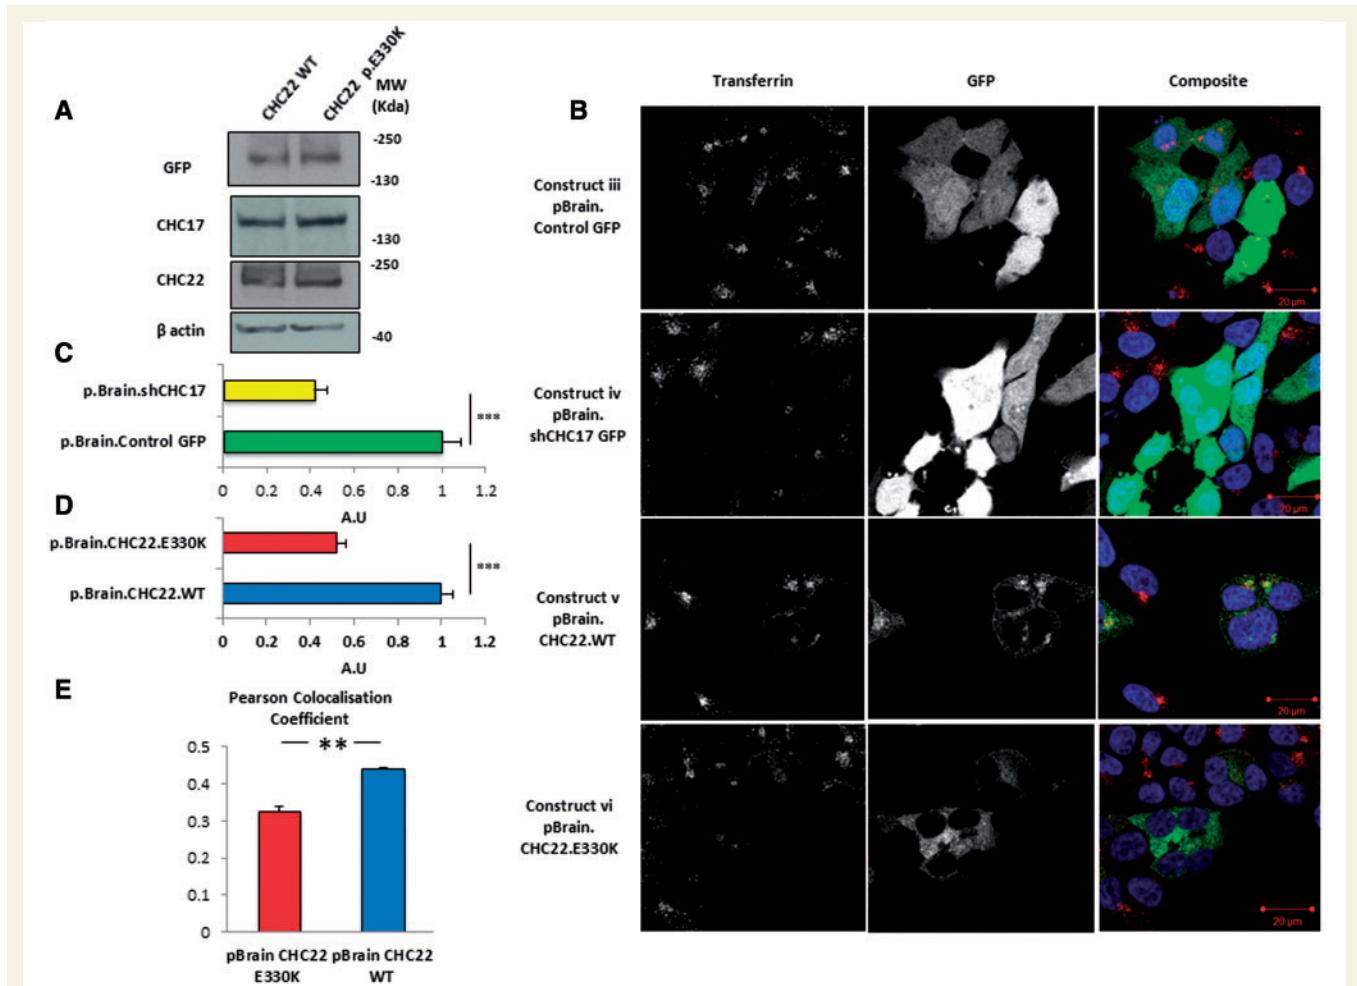 A
CHC22 WT
CHC22 p.E330K
MW
(Kda)
GFP
-250
-130
CHC17
-130
CHC22
-250
β actin
-40
B
Transferrin
GFP
Composite
Construct iii
pBrain.
Control GFP
20 µm
Construct iv
pBrain.
shCHC17 GFP
20 µm
Construct v
pBrain.
CHC22.WT
20 µm
Construct vi
pBrain.
CHC22.E330K
20 µm
C
p.Brain.shCHC17
p.Brain.Control GFP
***
0 0.2 0.4 0.6 0.8 1 1.2
A.U
D
p.Brain.CHC22.E330K
p.Brain.CHC22.WT
***
0 0.2 0.4 0.6 0.8 1 1.2
A.U
E
Pearson Colocalisation
Coefficient
**
0.5
0.4
0.3
0.2
0.1
0
pBrain CHC22
E330K
pBrain CHC22
WT